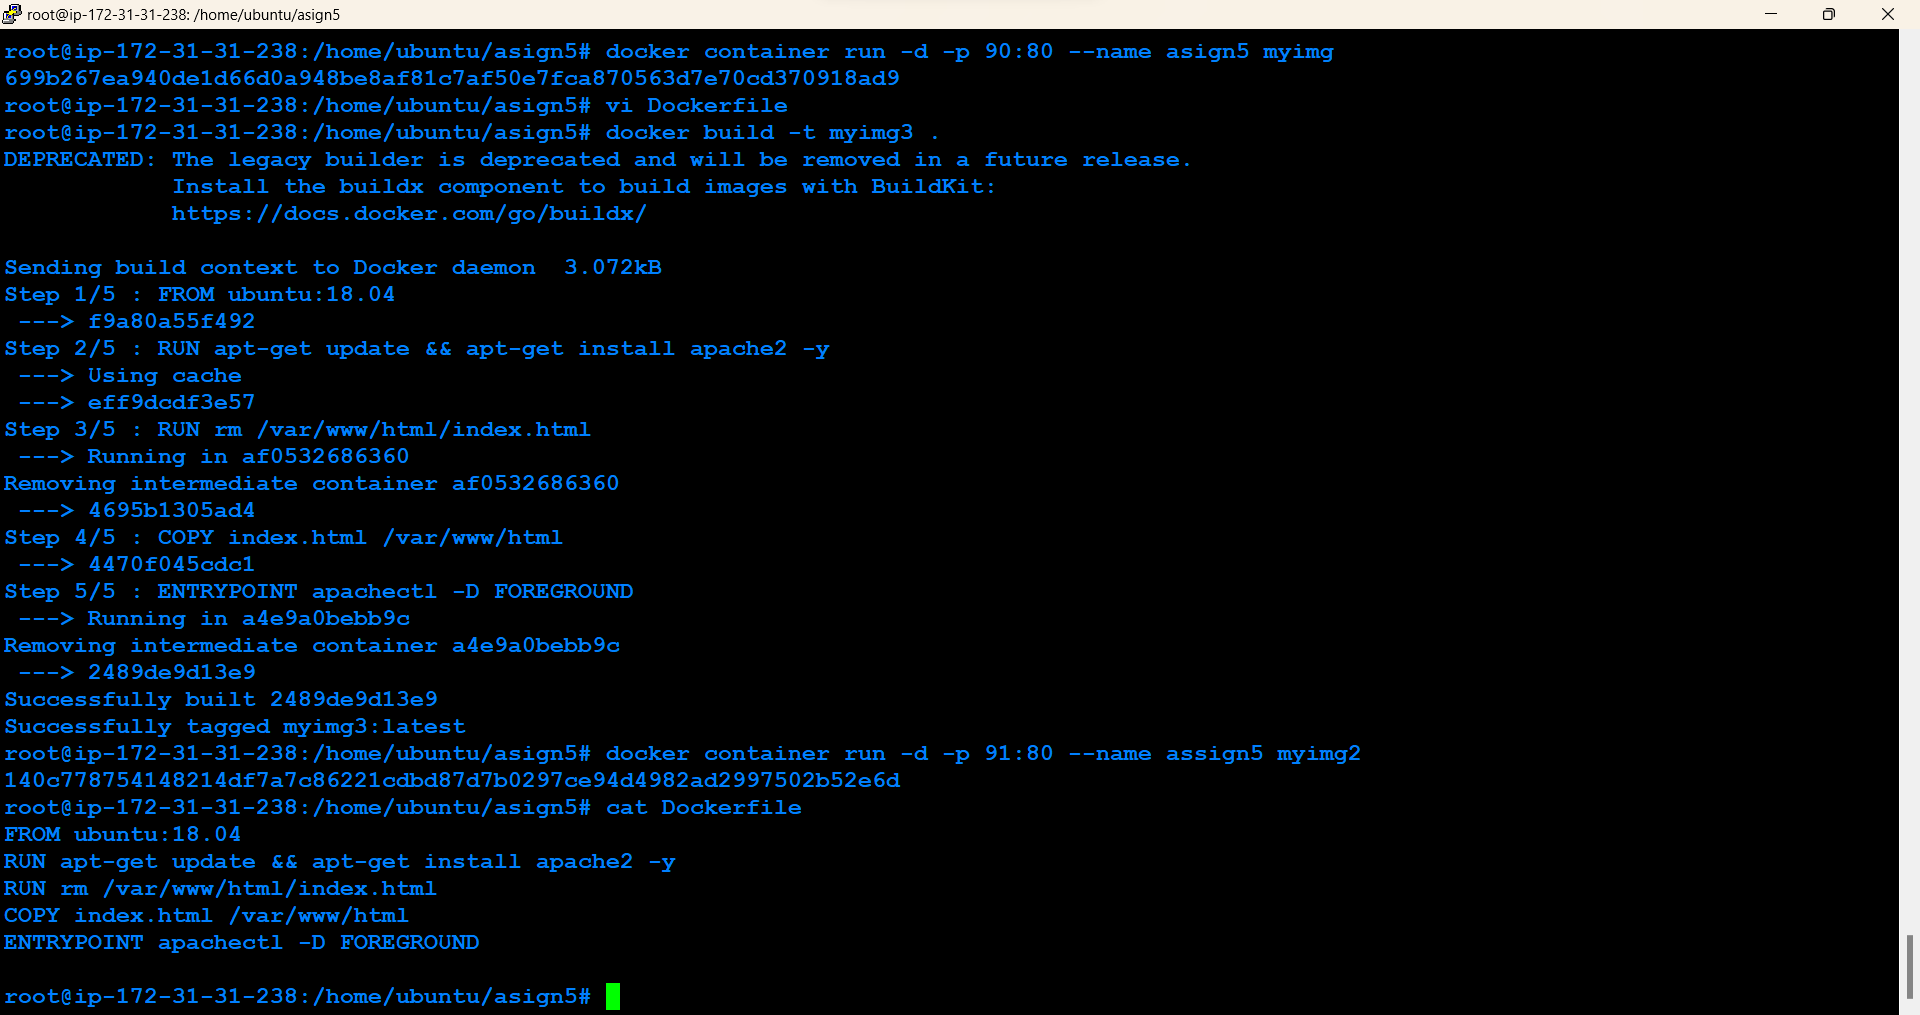 root@ip-172-31-31-238: /home/ubuntu/asign5
root@ip-172-31-31-238:/home/ubuntu/asign5# docker container run -d -p 90:80 --name asign5 myimg
699b267ea940de1d66d0a948be8af81c7af50e7fca870563d7e70cd370918ad9
root@ip-172-31-31-238:/home/ubuntu/asign5# vi Dockerfile
root@ip-172-31-31-238:/home/ubuntu/asign5# docker build -t myimg3 .
DEPRECATED: The legacy builder is deprecated and will be removed in a future release.
            Install the buildx component to build images with BuildKit:
            https://docs.docker.com/go/buildx/
Sending build context to Docker daemon  3.072kB
Step 1/5 : FROM ubuntu:18.04
 ---> f9a80a55f492
Step 2/5 : RUN apt-get update && apt-get install apache2 -y
 ---> Using cache
 ---> eff9dcdf3e57
Step 3/5 : RUN rm /var/www/html/index.html
 ---> Running in af0532686360
Removing intermediate container af0532686360
 ---> 4695b1305ad4
Step 4/5 : COPY index.html /var/www/html
 ---> 4470f045cdc1
Step 5/5 : ENTRYPOINT apachectl -D FOREGROUND
 ---> Running in a4e9a0bebb9c
Removing intermediate container a4e9a0bebb9c
 ---> 2489de9d13e9
Successfully built 2489de9d13e9
Successfully tagged myimg3:latest
root@ip-172-31-31-238:/home/ubuntu/asign5# docker container run -d -p 91:80 --name assign5 myimg2
140c778754148214df7a7c86221cdbd87d7b0297ce94d4982ad2997502b52e6d
root@ip-172-31-31-238:/home/ubuntu/asign5# cat Dockerfile
FROM ubuntu:18.04
RUN apt-get update && apt-get install apache2 -y
RUN rm /var/www/html/index.html
COPY index.html /var/www/html
ENTRYPOINT apachectl -D FOREGROUND
root@ip-172-31-31-238:/home/ubuntu/asign5#